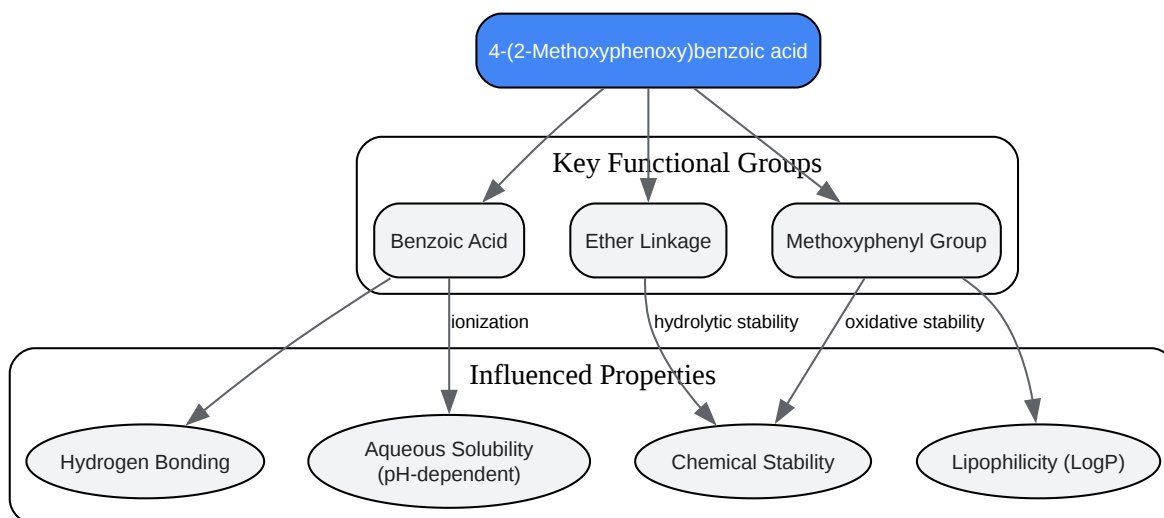 4-(2-Methoxyphenoxy)benzoic acid
Key Functional Groups
Benzoic Acid
Ether Linkage
Methoxyphenyl Group
ionization
hydrolytic stability
oxidative stability
Influenced Properties
Hydrogen Bonding
Aqueous Solubility
(pH-dependent)
Chemical Stability
Lipophilicity (LogP)